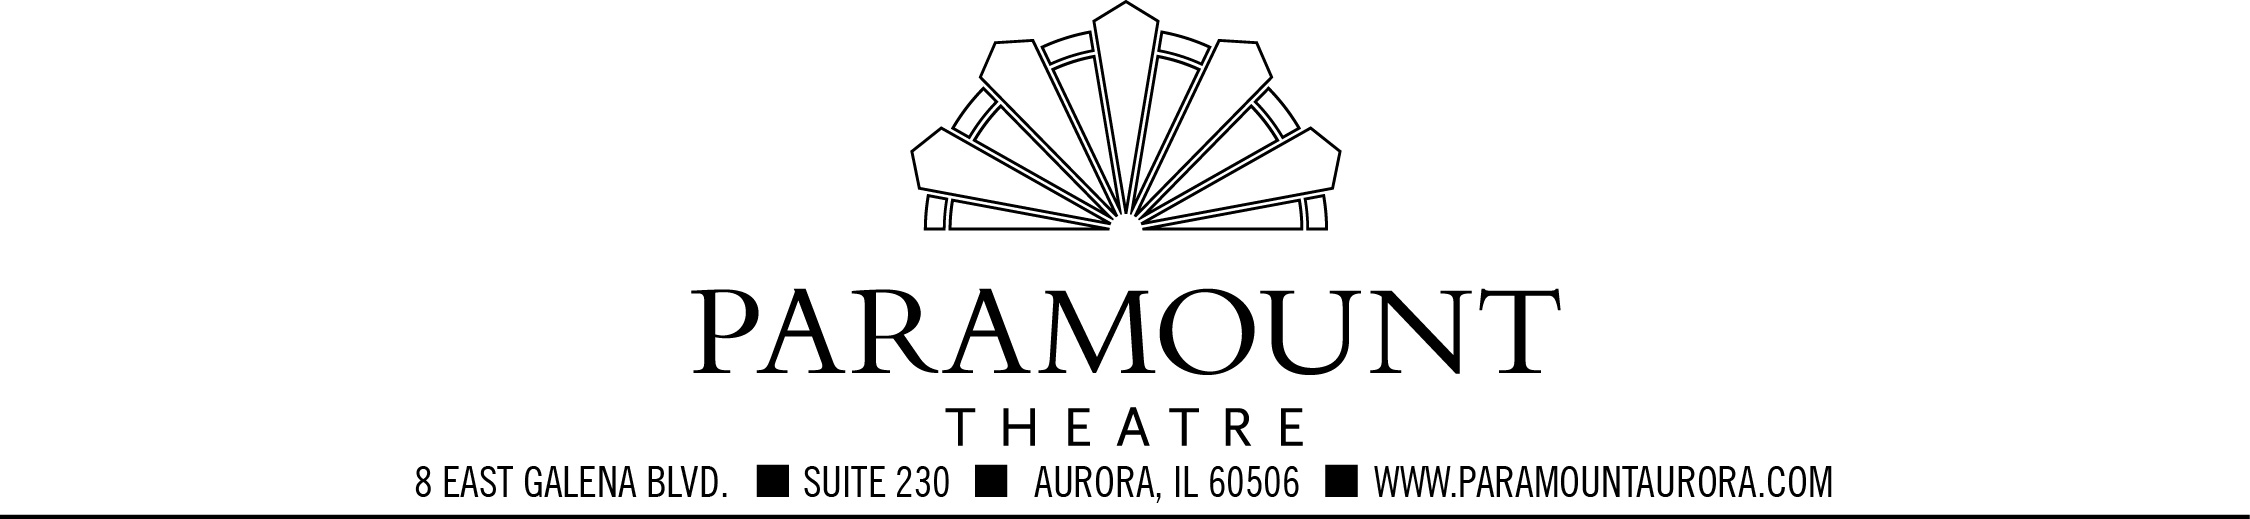 PARAMOUNT
THEATRE
8 EAST GALENA BLVD. ■ SUITE 230 ■ AURORA, IL 60506 ■ WWW.PARAMOUNTAURORA.COM